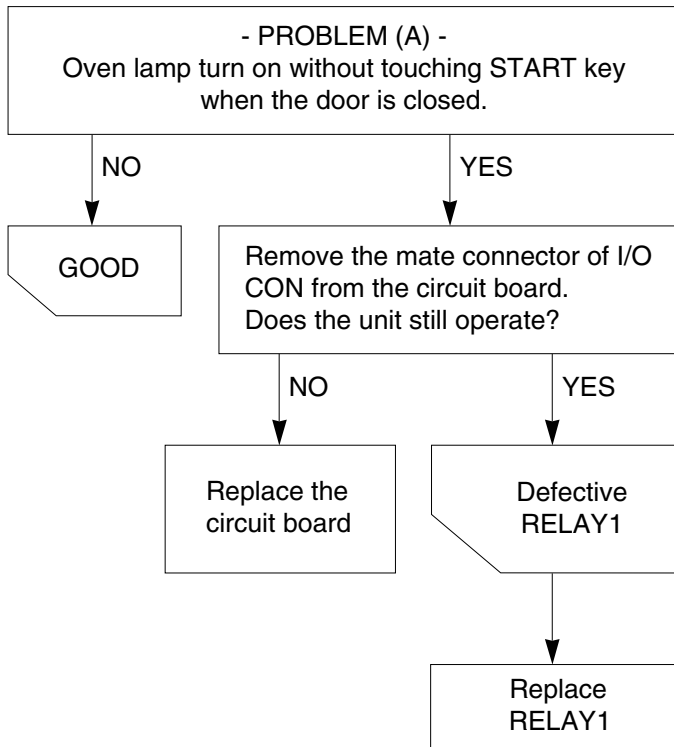 - PROBLEM (A) -
Oven lamp turn on without touching START key
when the door is closed.
NO
YES
GOOD
Remove the mate connector of I/O
CON from the circuit board.
Does the unit still operate?
NO
YES
Replace the
circuit board
Defective
RELAY1
Replace
RELAY1